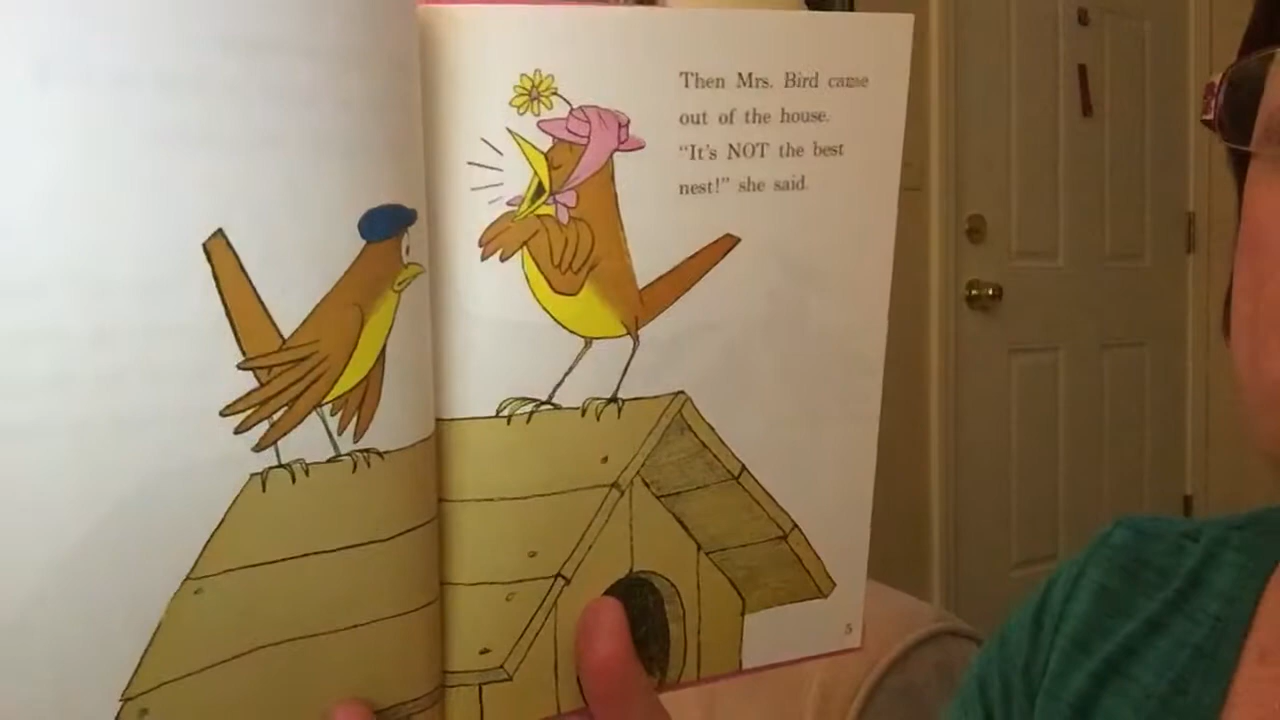 Then Mrs. Bird came
out of the house.
“It’s NOT the best
nest!” she said.
5